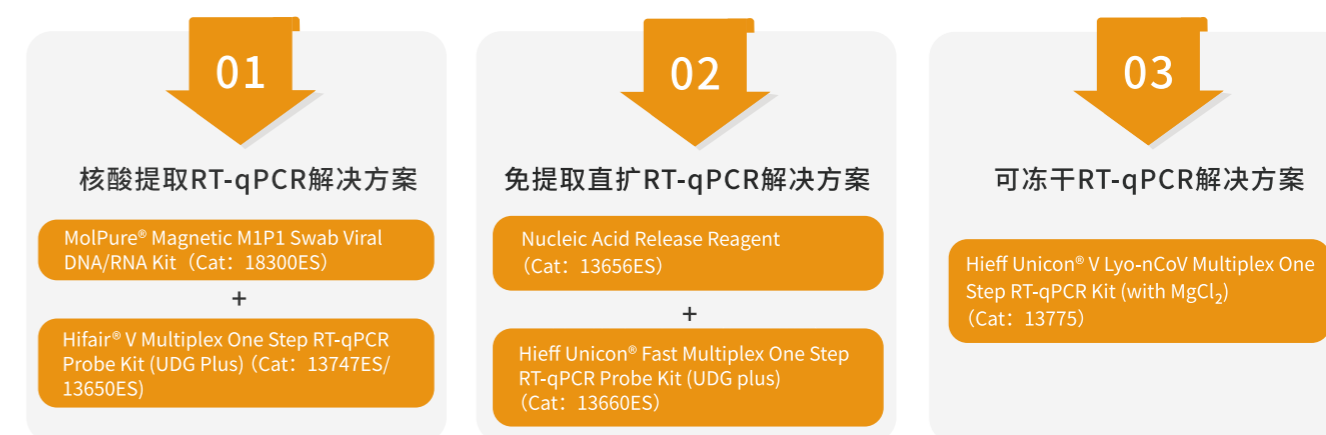 01
核酸提取RT-qPCR解决方案
MolPure® Magnetic M1P1 Swab Viral
DNA/RNA Kit（Cat：18300ES）
+
Hifair® V Multiplex One Step RT-qPCR
Probe Kit (UDG Plus)（Cat：13747ES/
13650ES)
02
免提取直扩RT-qPCR解决方案
Nucleic Acid Release Reagent
（Cat：13656ES）
+
Hieff Unicon® Fast Multiplex One Step
RT-qPCR Probe Kit (UDG plus)
（Cat：13660ES）
03
可冻干RT-qPCR解决方案
Hieff Unicon® V Lyo-nCoV Multiplex One
Step RT-qPCR Kit (with MgCl₂)
（Cat：13775）